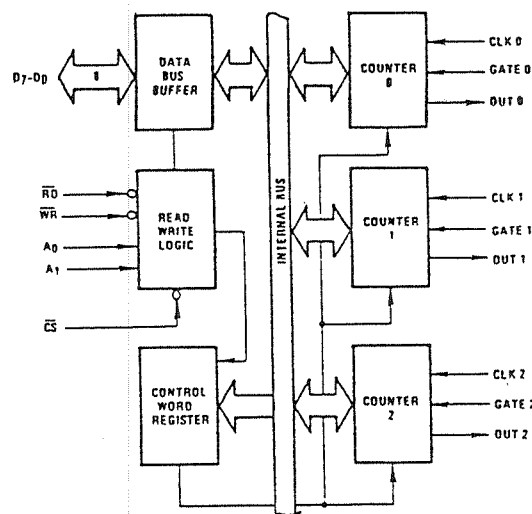 D7-D0
8
DATA
BUS
BUFFER
RD
WR
A0
A1
CS
READ
WRITE
LOGIC
CONTROL
WORD
REGISTER
INTERNAL BUS
COUNTER
0
CLK 0
GATE 0
OUT 0
COUNTER
1
CLK 1
GATE 1
OUT 1
COUNTER
2
CLK 2
GATE 2
OUT 2